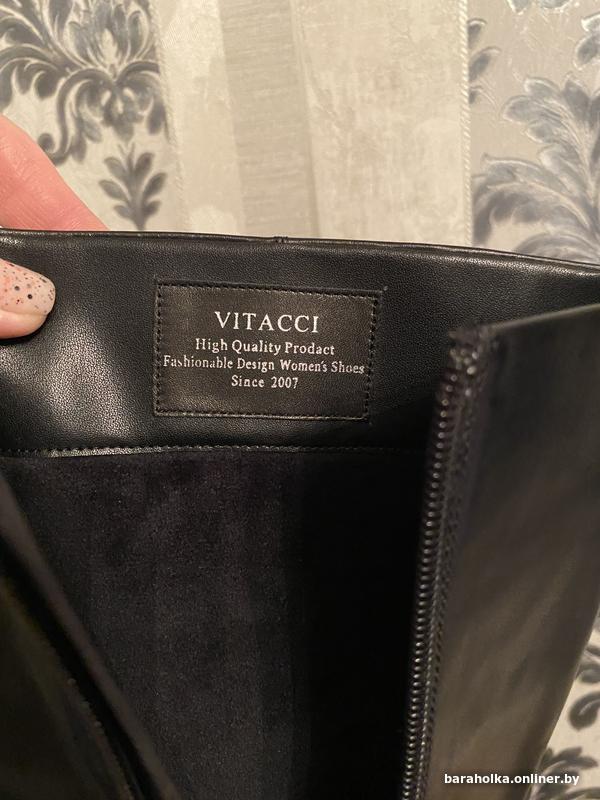 VITACCI
High Quality Prodact
Fashionable Design Women's Shoes
Since 2007
baraholka.onliner.by